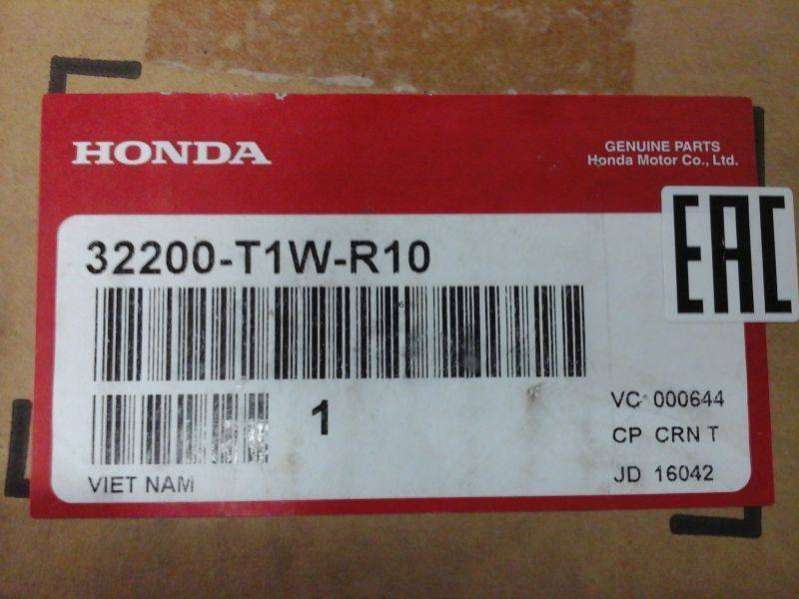 HONDA
GENUINE PARTS
Honda Motor Co., Ltd.
EAC
32200-T1W-R10
1
VC 000644
CP CRN T
JD 16042
VIET NAM